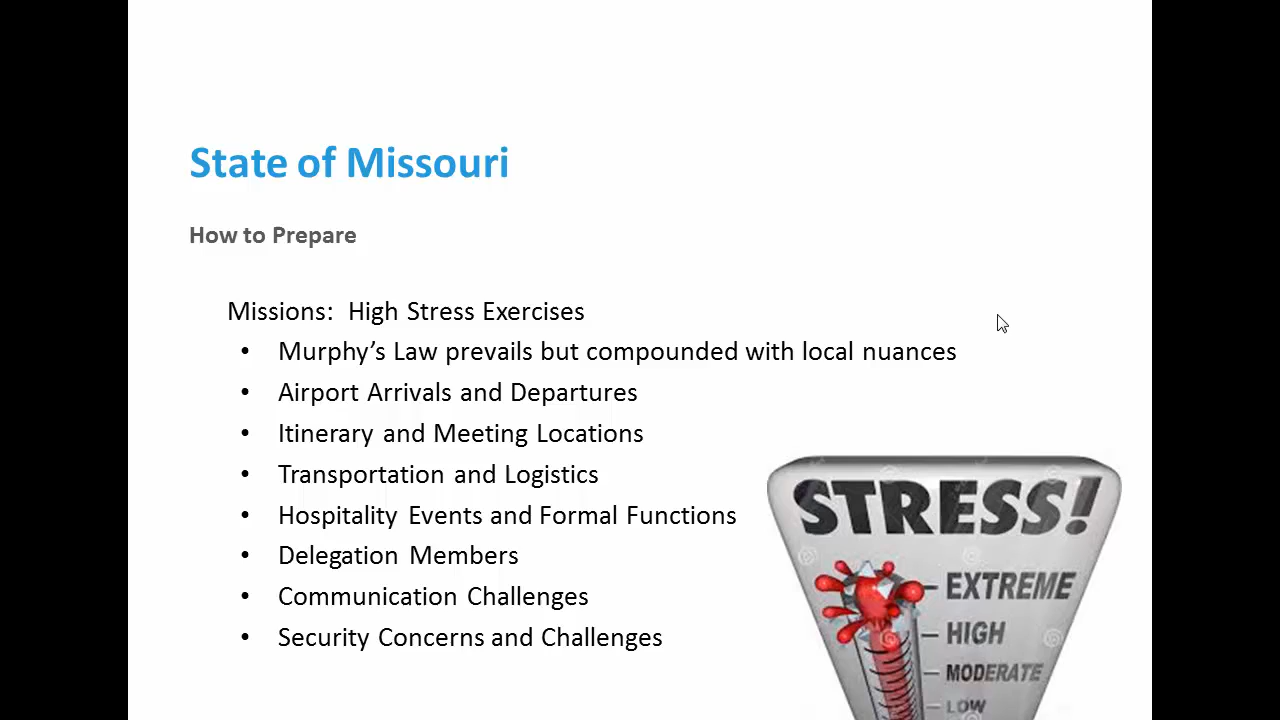 State of Missouri
How to Prepare
Missions: High Stress Exercises
• Murphy's Law prevails but compounded with local nuances
• Airport Arrivals and Departures
• Itinerary and Meeting Locations
• Transportation and Logistics
• Hospitality Events and Formal Functions
• Delegation Members
• Communication Challenges
• Security Concerns and Challenges
STRESS!
EXTREME
HIGH
MODERATE
LOW